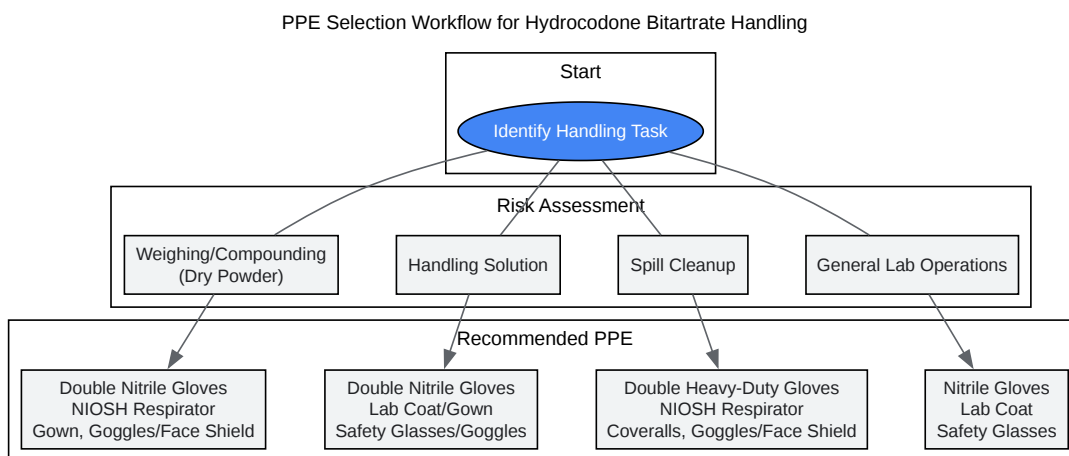 PPE Selection Workflow for Hydrocodone Bitartrate Handling
Start
Identify Handling Task
Risk Assessment
Weighing/Compounding
(Dry Powder)
Handling Solution
Spill Cleanup
General Lab Operations
Recommended PPE
Double Nitrile Gloves
NIOSH Respirator
Gown, Goggles/Face Shield
Double Nitrile Gloves
Lab Coat/Gown
Safety Glasses/Goggles
Double Heavy-Duty Gloves
NIOSH Respirator
Coveralls, Goggles/Face Shield
Nitrile Gloves
Lab Coat
Safety Glasses